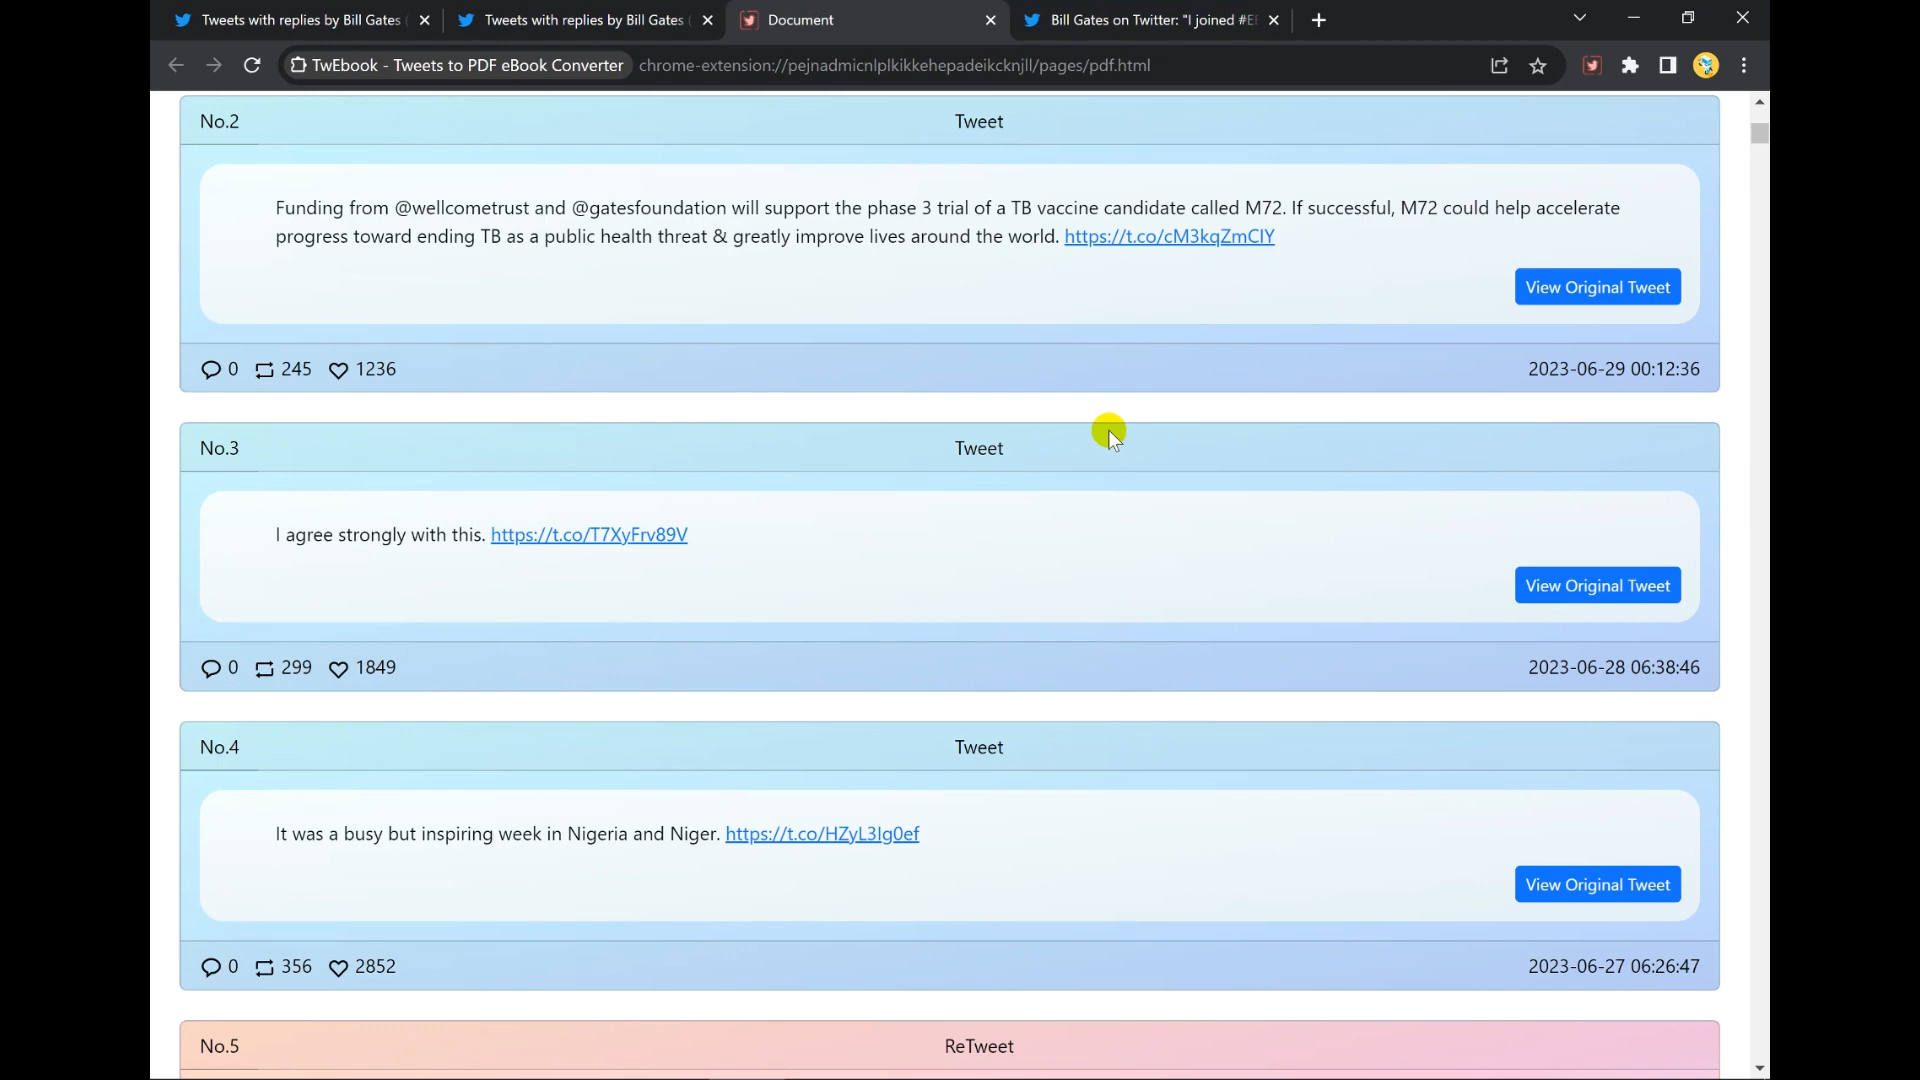 Tweets with replies by Bill Gates (
Tweets with replies by Bill Gates (
Document
Bill Gates on Twitter: "I joined #EF
TwEbook - Tweets to PDF eBook Converter
chrome-extension://pejnadmicnlplkikkehepadeikcknjll/pages/pdf.html
No.2
Tweet
Funding from @wellcometrust and @gatesfoundation will support the phase 3 trial of a TB vaccine candidate called M72. If successful, M72 could help accelerate
progress toward ending TB as a public health threat & greatly improve lives around the world. https://t.co/cM3kqZmCIY
View Original Tweet
0 245 1236
2023-06-29 00:12:36
No.3
Tweet
I agree strongly with this. https://t.co/T7XyFrv89V
View Original Tweet
0 299 1849
2023-06-28 06:38:46
No.4
Tweet
It was a busy but inspiring week in Nigeria and Niger. https://t.co/HZyL3Ig0ef
View Original Tweet
0 356 2852
2023-06-27 06:26:47
No.5
ReTweet